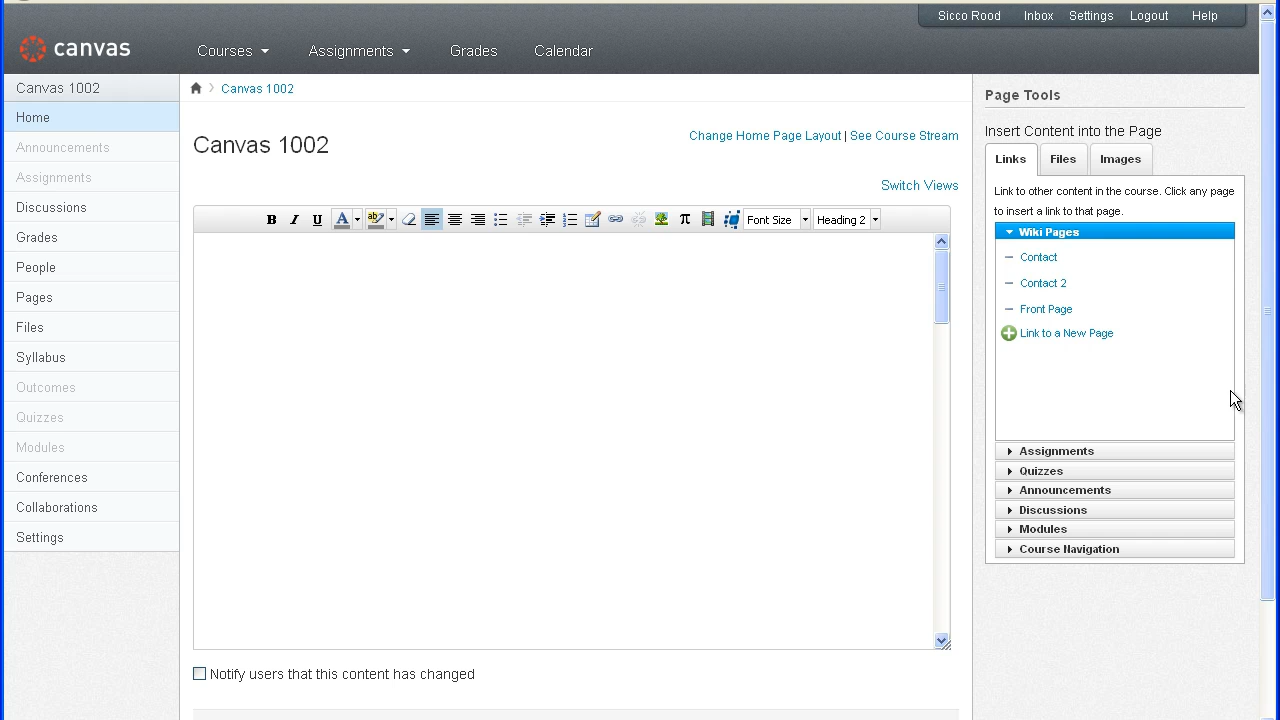 Sicco Rood Inbox Settings Logout Help
canvas Courses Assignments Grades Calendar
Canvas 1002
Home
Announcements
Assignments
Discussions
Grades
People
Pages
Files
Syllabus
Outcomes
Quizzes
Modules
Conferences
Collaborations
Settings
Canvas 1002
Canvas 1002
Change Home Page Layout | See Course Stream
Switch Views
B I U A ab π Font Size Heading 2
Notify users that this content has changed
Page Tools
Insert Content into the Page
Links Files Images
Link to other content in the course. Click any page
to insert a link to that page.
Wiki Pages
Contact
Contact 2
Front Page
Link to a New Page
Assignments
Quizzes
Announcements
Discussions
Modules
Course Navigation